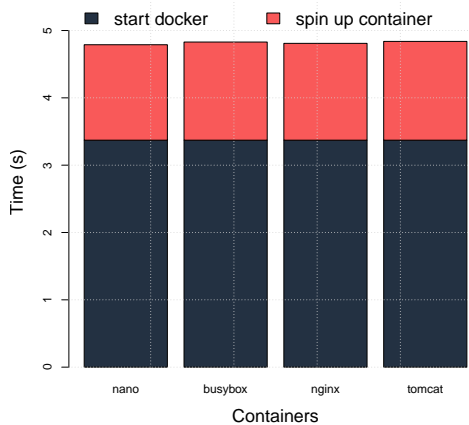 start docker
spin up container
5
4
3
2
1
0
Time (s)
nano
busybox
nginx
tomcat
Containers